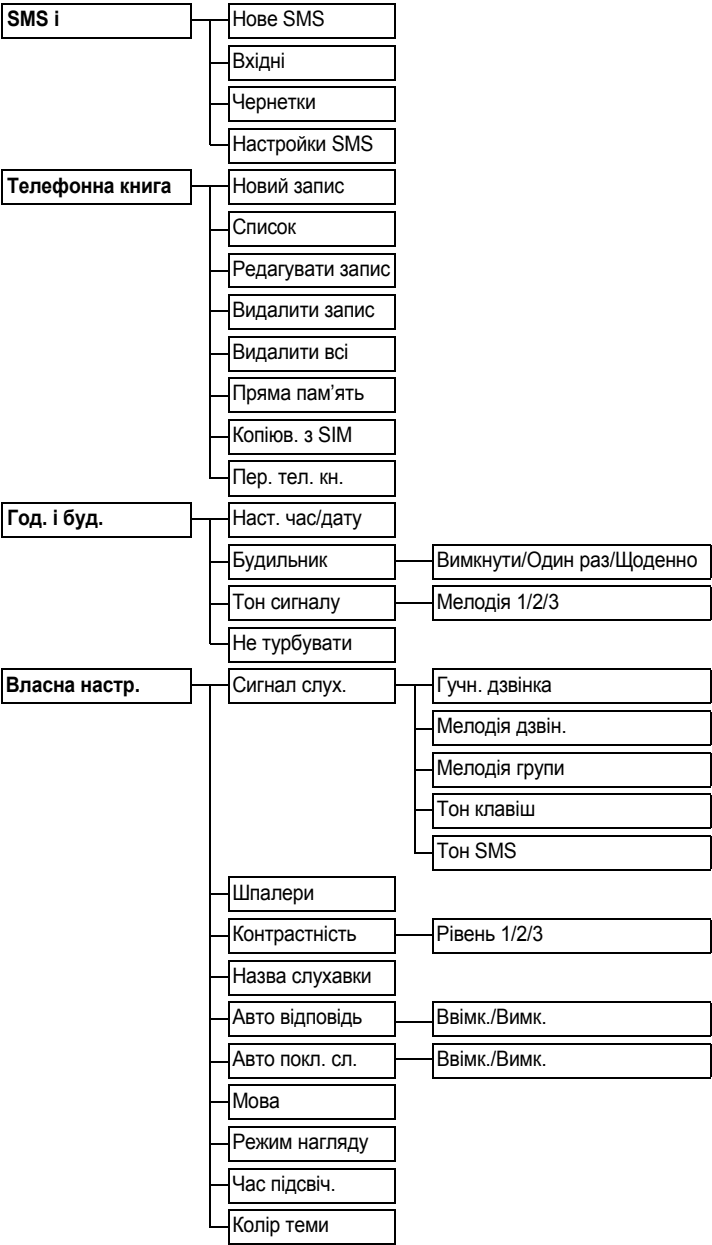 SMS і
Нове SMS
Вхідні
Чернетки
Настройки SMS
Телефонна книга
Новий запис
Список
Редагувати запис
Видалити запис
Видалити всі
Пряма пам’ять
Копіюв. з SIM
Пер. тел. кн.
Год. і буд.
Наст. час/дату
Будильник
Вимкнути/Один раз/Щоденно
Тон сигналу
Мелодія 1/2/3
Не турбувати
Власна настр.
Сигнал слух.
Гучн. дзвінка
Мелодія дзвін.
Мелодія групи
Тон клавіш
Тон SMS
Шпалери
Контрастність
Рівень 1/2/3
Назва слухавки
Авто відповідь
Ввімк./Вимк.
Авто покл. сл.
Ввімк./Вимк.
Мова
Режим нагляду
Час підсвіч.
Колір теми